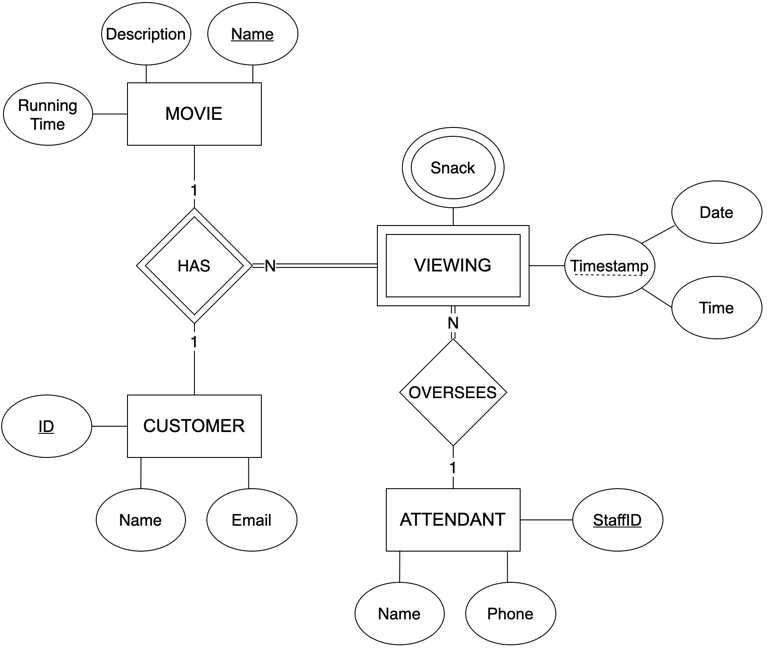 Description
Name
Running
Time
MOVIE
1
Snack
Date
HAS
N
VIEWING
Timestamp
Time
N
1
OVERSEES
ID
CUSTOMER
1
Name
Email
ATTENDANT
StaffID
Name
Phone